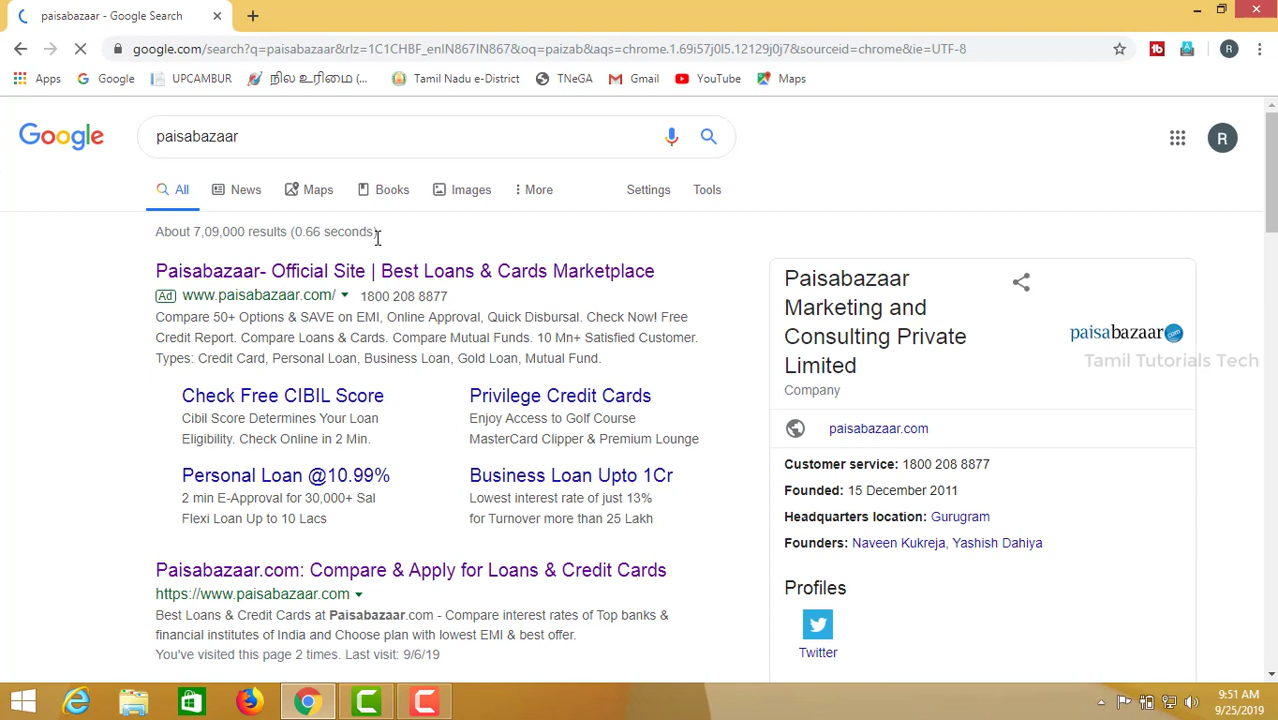 paisabazaar - Google Search
google.com/search?q=paisabazaar&rlz=1C1CHBF_enIN867IN867&oq=paizab&aqs=chrome.1.69i57j0l5.12129j0j7&sourceid=chrome&ie=UTF-8
R
Apps Google UPCAMBUR நில உரிமை (... Tamil Nadu e-District TNeGA Gmail YouTube Maps
Google paisabazaar R
All News Maps Books Images More Settings Tools
About 7,09,000 results (0.66 seconds)
Paisabazaar- Official Site | Best Loans & Cards Marketplace
Ad www.paisabazaar.com/ 1800 208 8877
Compare 50+ Options & SAVE on EMI, Online Approval, Quick Disbursal. Check Now! Free
Credit Report. Compare Loans & Cards. Compare Mutual Funds. 10 Mn+ Satisfied Customer.
Types: Credit Card, Personal Loan, Business Loan, Gold Loan, Mutual Fund.
Check Free CIBIL Score
Cibil Score Determines Your Loan
Eligibility. Check Online in 2 Min.
Privilege Credit Cards
Enjoy Access to Golf Course
MasterCard Clipper & Premium Lounge
Personal Loan @10.99%
2 min E-Approval for 30,000+ Sal
Flexi Loan Up to 10 Lacs
Business Loan Upto 1Cr
Lowest interest rate of just 13%
for Turnover more than 25 Lakh
Paisabazaar.com: Compare & Apply for Loans & Credit Cards
https://www.paisabazaar.com
Best Loans & Credit Cards at Paisabazaar.com - Compare interest rates of Top banks &
financial institutes of India and Choose plan with lowest EMI & best offer.
You've visited this page 2 times. Last visit: 9/6/19
Paisabazaar
Marketing and
Consulting Private
Limited
Company
paisabazaar.com
Tamil Tutorials Tech
paisabazaar.com
Customer service: 1800 208 8877
Founded: 15 December 2011
Headquarters location: Gurugram
Founders: Naveen Kukreja, Yashish Dahiya
Profiles
Twitter
9:51 AM
9/25/2019